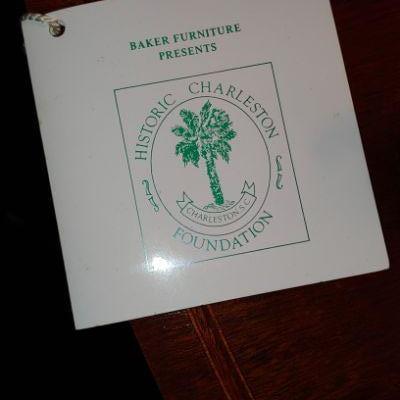 BAKER FURNITURE
PRESENTS
HISTORIC CHARLESTON
CHARLESTON, S.C.
FOUNDATION